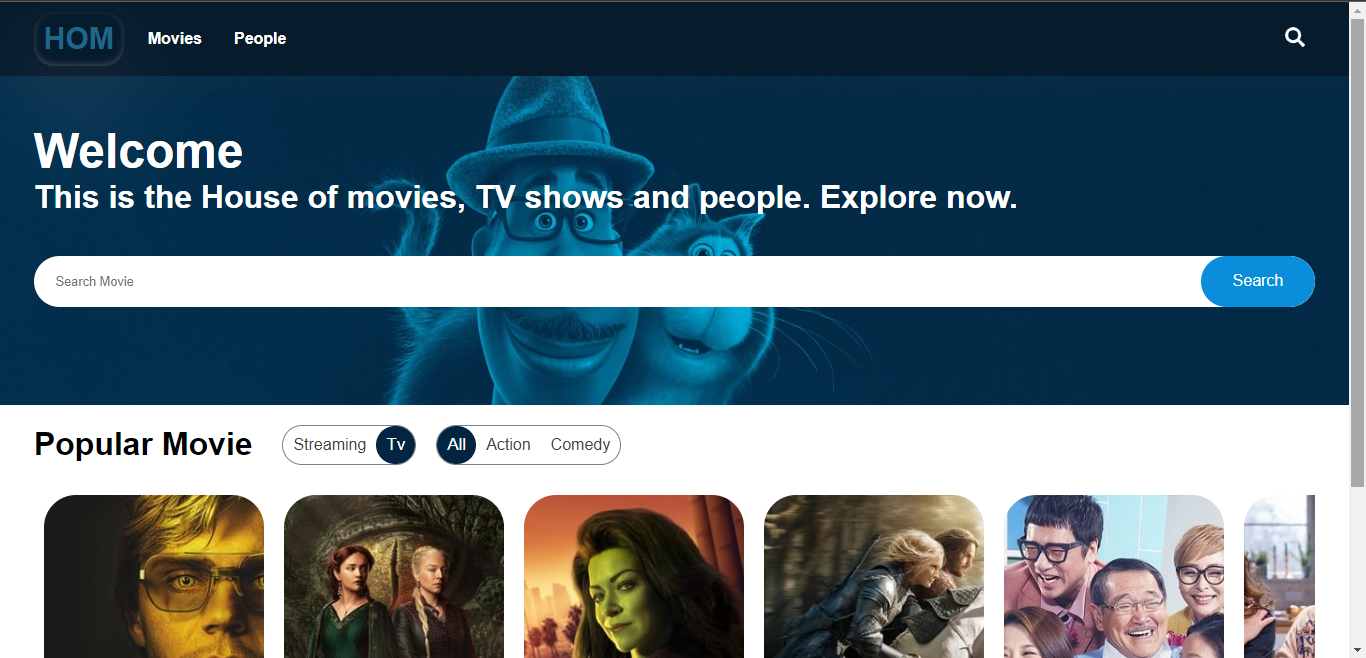 HOM
Movies
People
Welcome
This is the House of movies, TV shows and people. Explore now.
Search Movie
Search
Popular Movie
Streaming
Tv
All
Action
Comedy